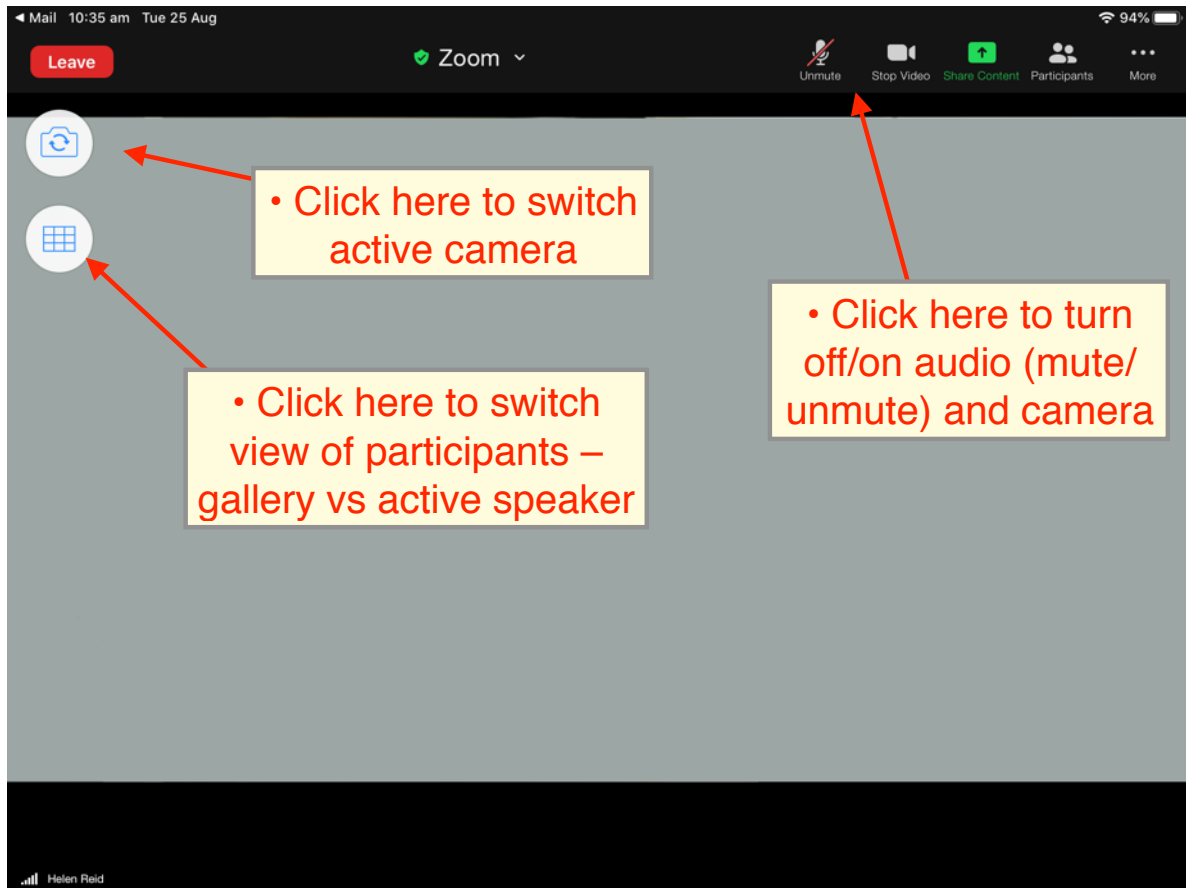 ◀ Mail 10:35 am Tue 25 Aug 94%
Leave Zoom
Unmute Stop Video Share Content Participants More
• Click here to switch
active camera
• Click here to turn
off/on audio (mute/
unmute) and camera
• Click here to switch
view of participants –
gallery vs active speaker
Helen Reid